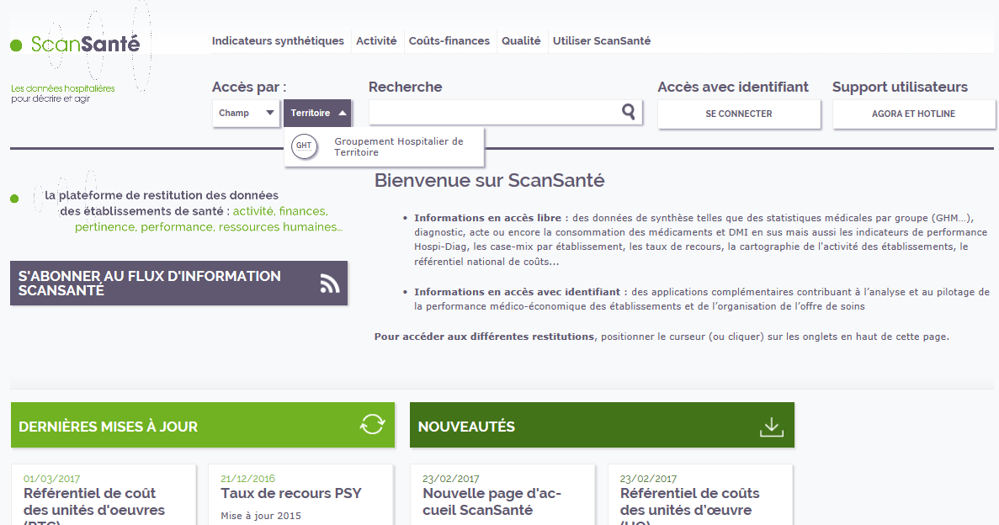 ScanSanté
Les données hospitalières
pour décrire et agir
Indicateurs synthétiques
Activité
Coûts-finances
Qualité
Utiliser ScanSanté
Accès par :
Champ
Territoire
GHT
Groupement Hospitalier de
Territoire
Recherche
Accès avec identifiant
SE CONNECTER
Support utilisateurs
AGORA ET HOTLINE
la plateforme de restitution des données
des établissements de santé : activité, finances,
pertinence, performance, ressources humaines...
S'ABONNER AU FLUX D'INFORMATION
SCANSANTÉ
Bienvenue sur ScanSanté
• Informations en accès libre : des données de synthèse telles que des statistiques médicales par groupe (GHM…),
diagnostic, acte ou encore la consommation des médicaments et DMI en sus mais aussi les indicateurs de performance
Hospi-Diag, les case-mix par établissement, les taux de recours, la cartographie de l'activité des établissements, le
référentiel national de coûts...
• Informations en accès avec identifiant : des applications complémentaires contribuant à l’analyse et au pilotage de
la performance médico-économique des établissements et de l’organisation de l’offre de soins
Pour accéder aux différentes restitutions, positionner le curseur (ou cliquer) sur les onglets en haut de cette page.
DERNIÈRES MISES À JOUR
01/03/2017
Référentiel de coût
des unités d'oeuvres
(RTC)
21/12/2016
Taux de recours PSY
Mise à jour 2015
NOUVEAUTÉS
23/02/2017
Nouvelle page d'ac-
cueil ScanSanté
23/02/2017
Référentiel de coûts
des unités d’œuvre
(UO)